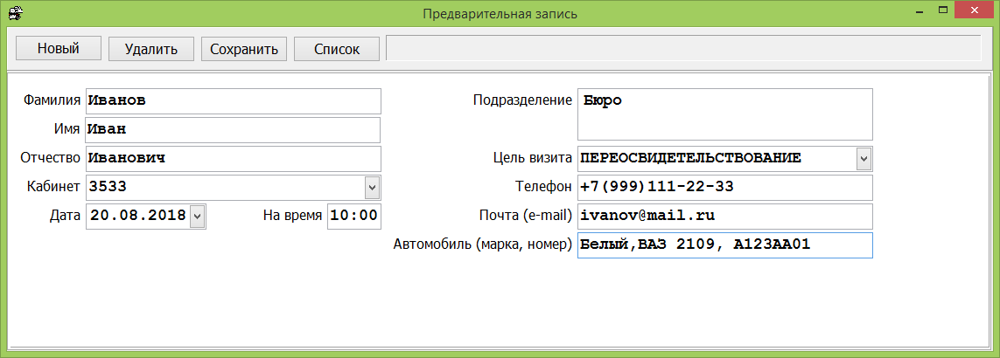 Предварительная запись
Новый Удалить Сохранить Список
Фамилия Иванов
Имя Иван
Отчество Иванович
Кабинет 3533
Дата 20.08.2018 На время 10:00
Подразделение Бюро
Цель визита ПЕРЕОСВИДЕТЕЛЬСТВОВАНИЕ
Телефон +7(999)111-22-33
Почта (e-mail) ivanov@mail.ru
Автомобиль (марка, номер) Белый,ВАЗ 2109, А123АА01